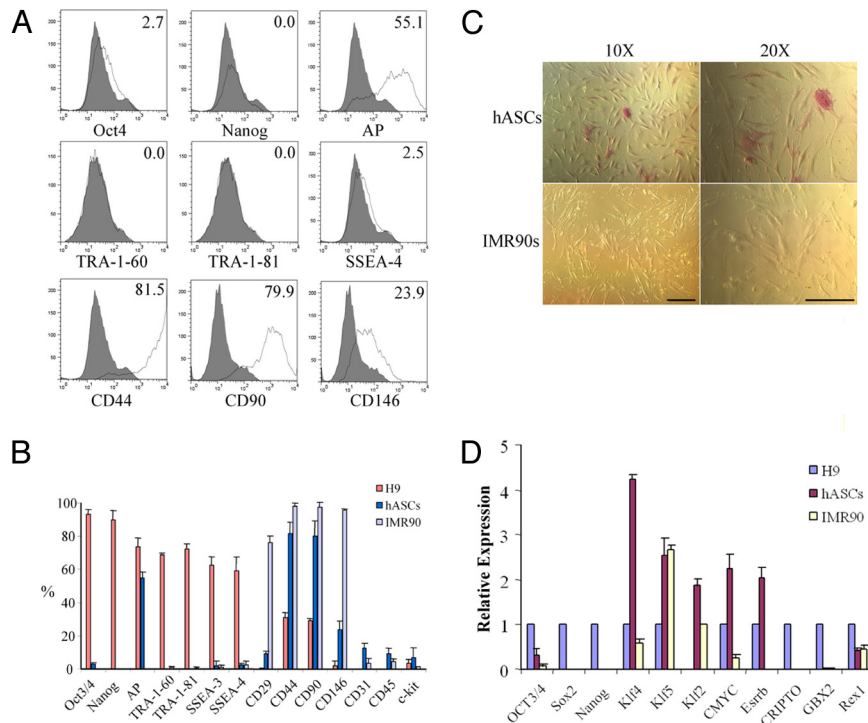 A
2.7
0.0
55.1
Oct4
Nanog
AP
0.0
0.0
2.5
TRA-1-60
TRA-1-81
SSEA-4
81.5
79.9
23.9
CD44
CD90
CD146
C
10X
20X
hASCs
IMR90s
B
H9
hASCs
IMR90
100
80
60
%
40
20
0
Oct3/4
Nanog
AP
TRA-1-60
TRA-1-81
SSEA-3
SSEA-4
CD29
CD44
CD90
CD146
CD31
CD45
c-kit
D
H9
hASCs
IMR90
Relative Expression
5
4
3
2
1
0
OCT3/4
Sox2
Nanog
Klf4
Klf5
Klf2
CMYC
Esrrb
CRIPTO
GBX2
Rex1